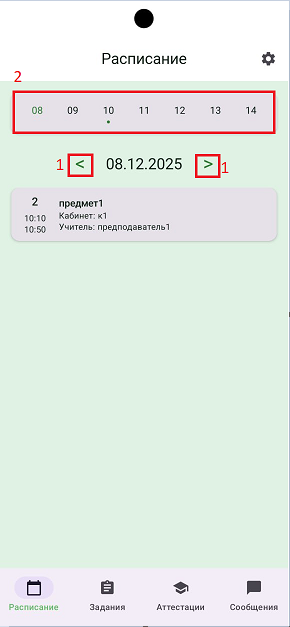 Расписание
2
08 09 10 11 12 13 14
1 < 08.12.2025 > 1
2 предмет1
10:10 Кабинет: к1
10:50 Учитель: предподаватель1
Расписание Задания Аттестации Сообщения